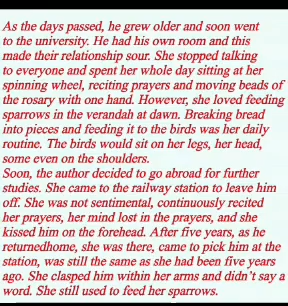 As the days passed, he grew older and soon went
to the university. He had his own room and this
made their relationship sour. She stopped talking
to everyone and spent her whole day sitting at her
spinning wheel, reciting prayers and moving beads of
the rosary with one hand. However, she loved feeding
sparrows in the verandah at dawn. Breaking bread
into pieces and feeding it to the birds was her daily
routine. The birds would sit on her legs, her head,
some even on the shoulders.
Soon, the author decided to go abroad for further
studies. She came to the railway station to leave him
off. She was not sentimental, continuously recited
her prayers, her mind lost in the prayers, and she
kissed him on the forehead. After five years, as he
returnedhome, she was there, came to pick him at the
station, was still the same as she had been five years
ago. She clasped him within her arms and didn't say a
word. She still used to feed her sparrows.